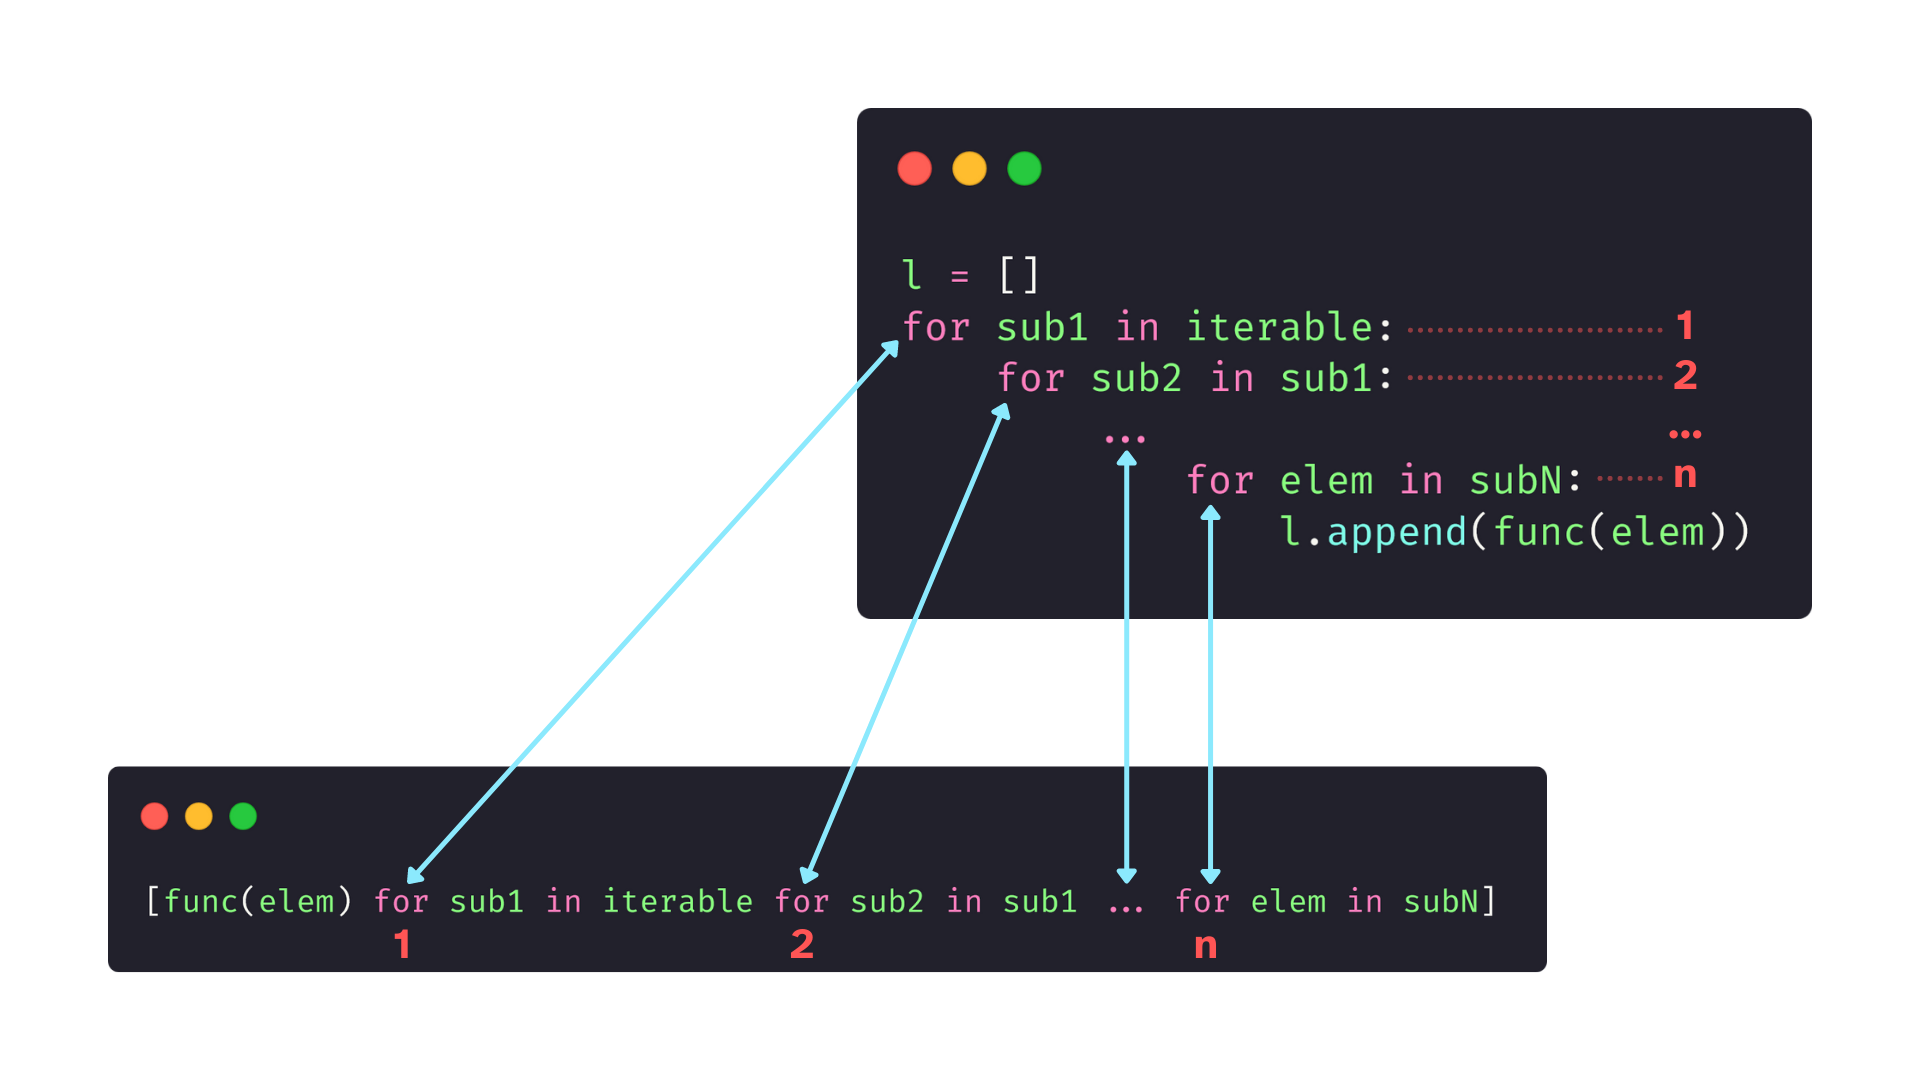 l = []
for sub1 in iterable: 1
for sub2 in sub1: 2
... ...
for elem in subN: n
l.append(func(elem))
[func(elem) for sub1 in iterable for sub2 in sub1 ... for elem in subN]
1 2 n